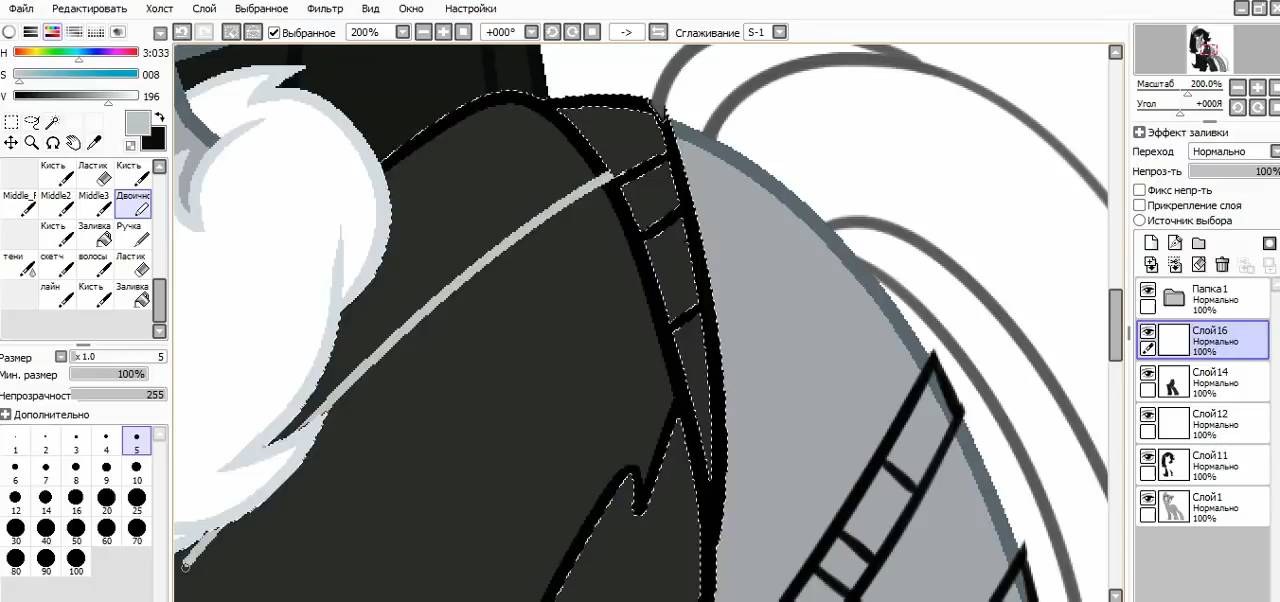 Файл Редактировать Холст Слой Выбранное Фильтр Вид Окно Настройки
Выбранное 200% +000° -> Сглаживание S-1
H 3:033
S 008
V 196
Кисть Ластик Кисть
Middle2 Middle3
Кисть Заливка Ручка
тени скетч волосы Ластик
лайн Кисть Заливка
Размер x 1.0 5
Мин. размер 100%
Непрозрачност 255
Дополнительно
1 2 3 4 5
6 7 8 9 10
12 14 16 20 25
30 40 50 60 70
80 90 100
Масштаб 200.0%
Угол +000Я
Эффект заливки
Переход Нормально
Непроз-ть 100%
Фикс непр-ть
Прикрепление слоя
Источник выбора
Папка1
Нормально
100%
Слой16
Нормально
100%
Слой14
Нормально
100%
Слой12
Нормально
100%
Слой11
Нормально
100%
Слой1
Нормально
100%